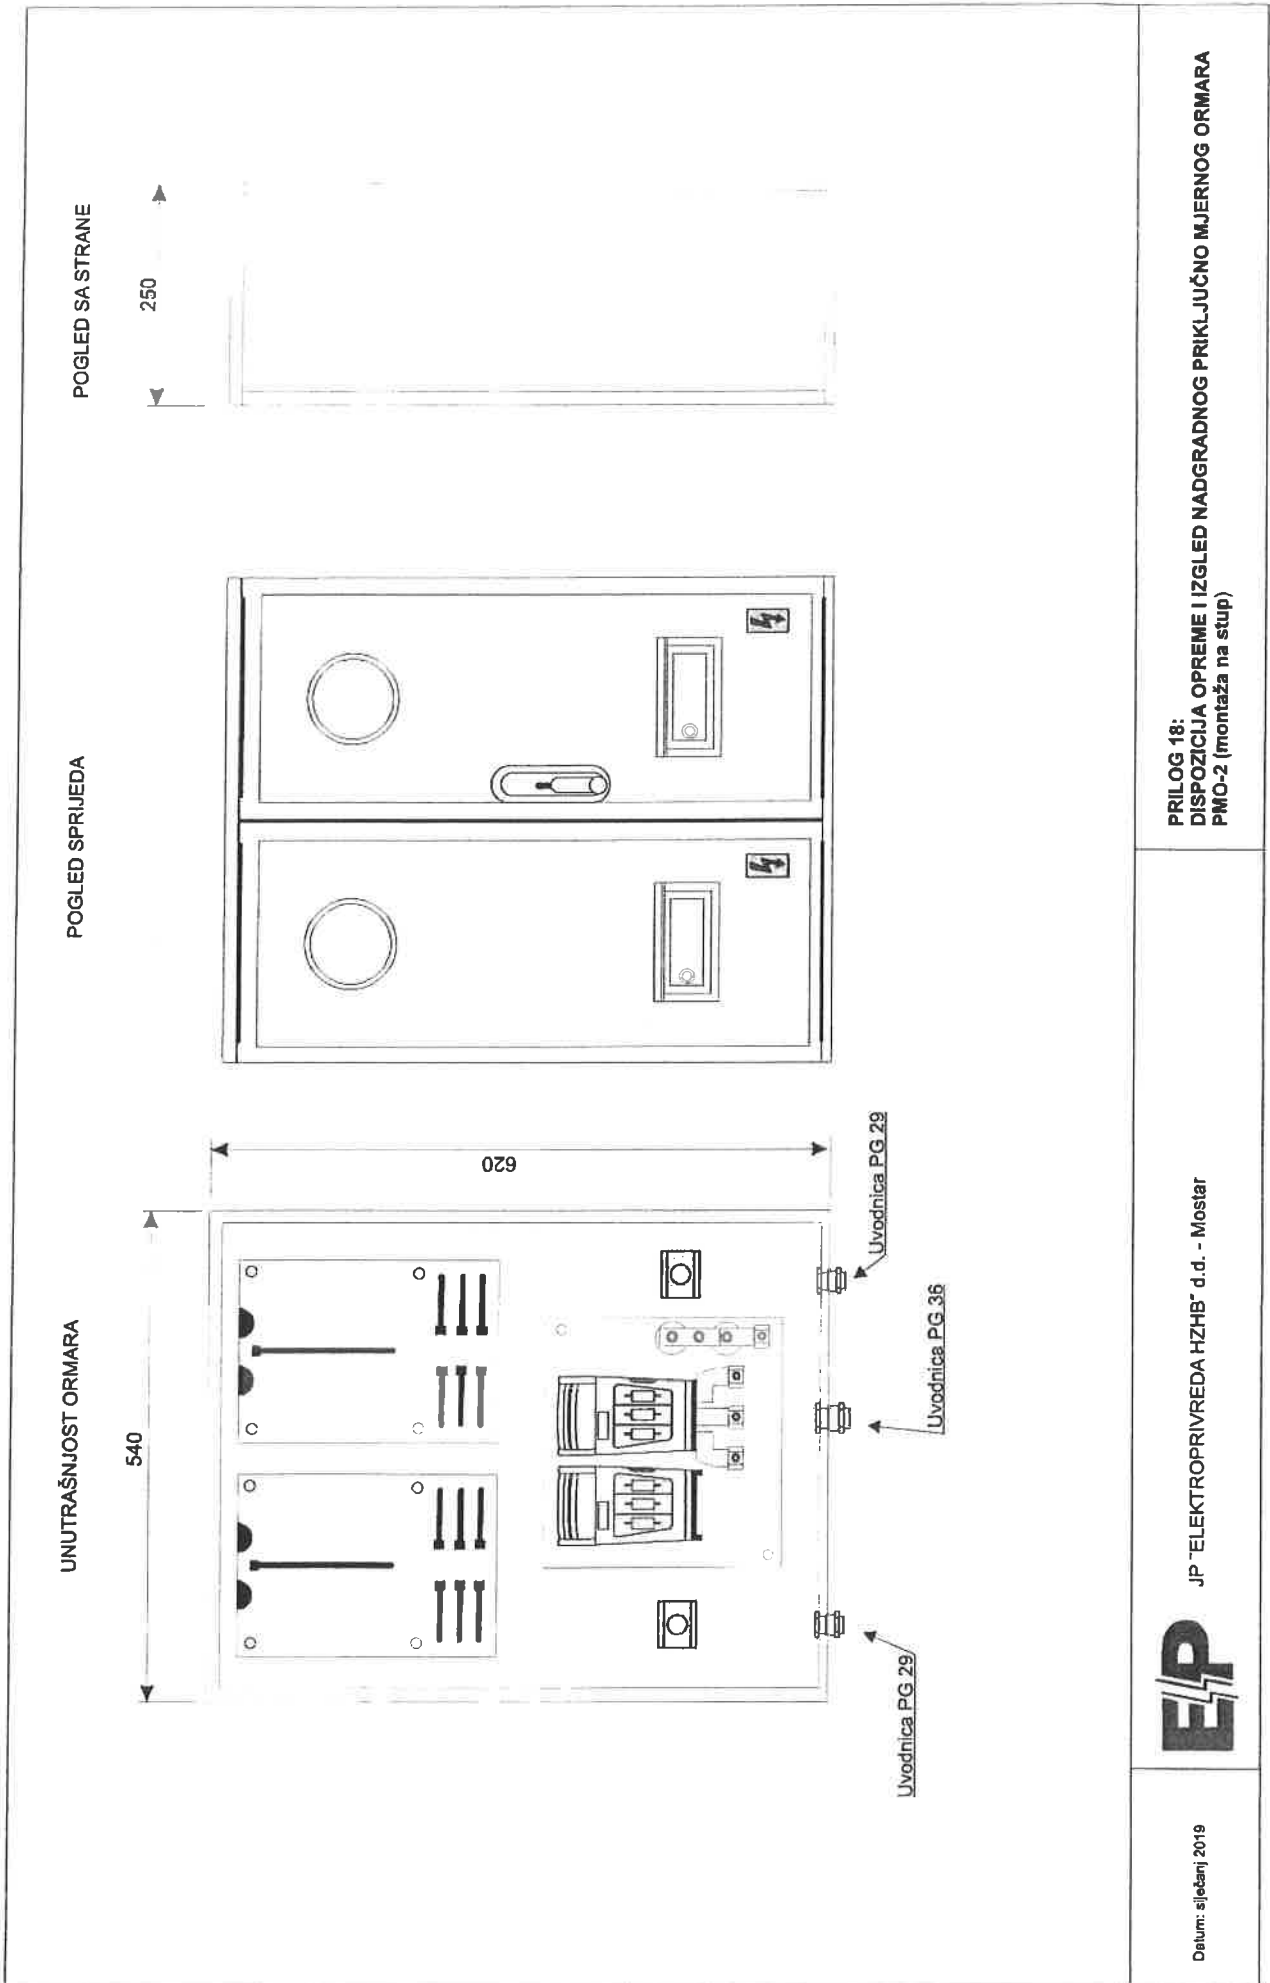 UNUTRAŠNJOST ORMARA
POGLED SPRIJEDA
POGLED SA STRANE
540
250
620
Uvodnica PG 29
Uvodnica PG 36
Uvodnica PG 29
Datum: siječanj 2019
EP
JP "ELEKTROPRIVREDA HZHB" d.d. - Mostar
PRILOG 18:
DISPOZICIJA OPREME I IZGLED NADGRADNOG PRIKLJUČNO MJERNOG ORMARA
PMO-2 (montaža na stup)